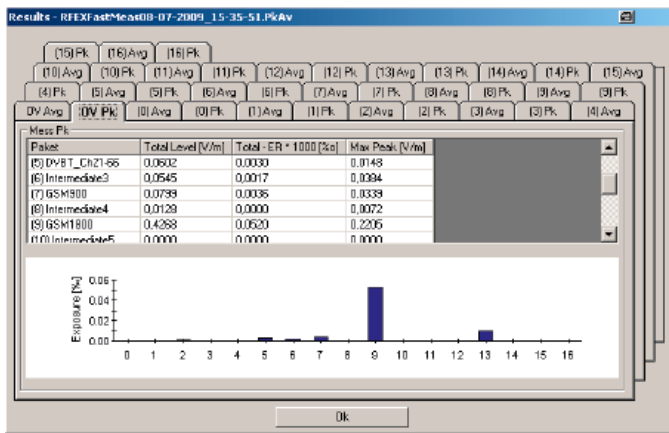 Results - RFEXFastMeas08-07-2009_15-35-51.PkAv
(15) Pk (16) Avg (16) Pk
(10) Avg (10) Pk (11) Avg (11) Pk (12) Avg (12) Pk (13) Avg (13) Pk (14) Avg (14) Pk (15) Avg
(4) Pk (5) Avg (5) Pk (6) Avg (6) Pk (7) Avg (7) Pk (8) Avg (8) Pk (9) Avg (9) Pk
OV Avg OV Pk (0) Avg (0) Pk (1) Avg (1) Pk (2) Avg (2) Pk (3) Avg (3) Pk (4) Avg
Mess Pk
Paket Total Level [V/m] Total - ER * 1000 [%o] Max Peak [V/m]
(5) DVBT_Ch21-66 0,0602 0,0030 0,0148
(6) Intermediate3 0,0545 0,0017 0,0384
(7) GSM900 0,0799 0,0036 0,0339
(8) Intermediate4 0,0128 0,0000 0,0072
(9) GSM1800 0,4268 0,0520 0,2205
(10) Intermediate5 0,0000 0,0000 0,0000
Exposure [‰]
0.06
0.04
0.02
0.00
0 1 2 3 4 5 6 7 8 9 10 11 12 13 14 15 16
Ok